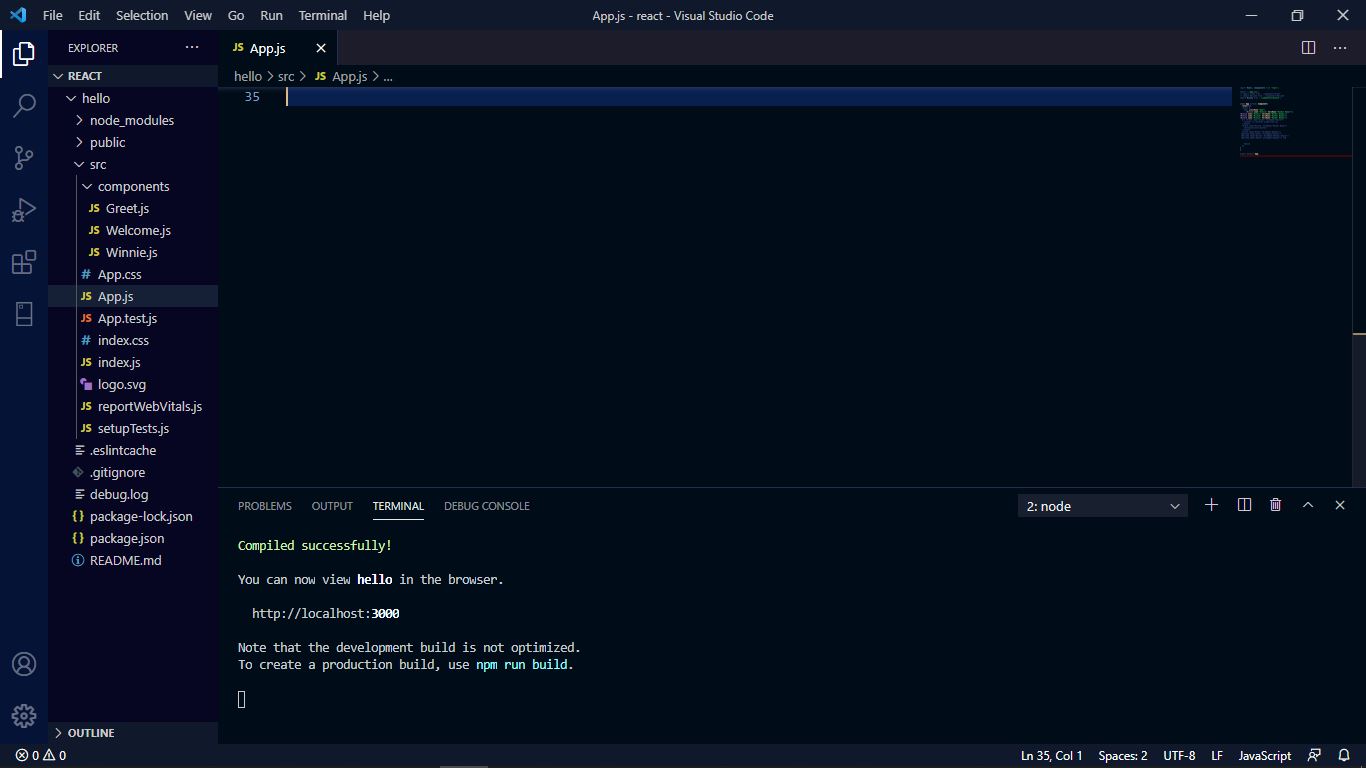 File Edit Selection View Go Run Terminal Help App.js - react - Visual Studio Code
EXPLORER
REACT
hello
node_modules
public
src
components
JS Greet.js
JS Welcome.js
JS Winnie.js
# App.css
JS App.js
JS App.test.js
# index.css
JS index.js
logo.svg
JS reportWebVitals.js
JS setupTests.js
.eslintcache
.gitignore
debug.log
{} package-lock.json
{} package.json
README.md
OUTLINE
JS App.js
hello > src > JS App.js > ...
35
PROBLEMS OUTPUT TERMINAL DEBUG CONSOLE 2: node
Compiled successfully!
You can now view hello in the browser.
http://localhost:3000
Note that the development build is not optimized.
To create a production build, use npm run build.
0 0 Ln 35, Col 1 Spaces: 2 UTF-8 LF JavaScript